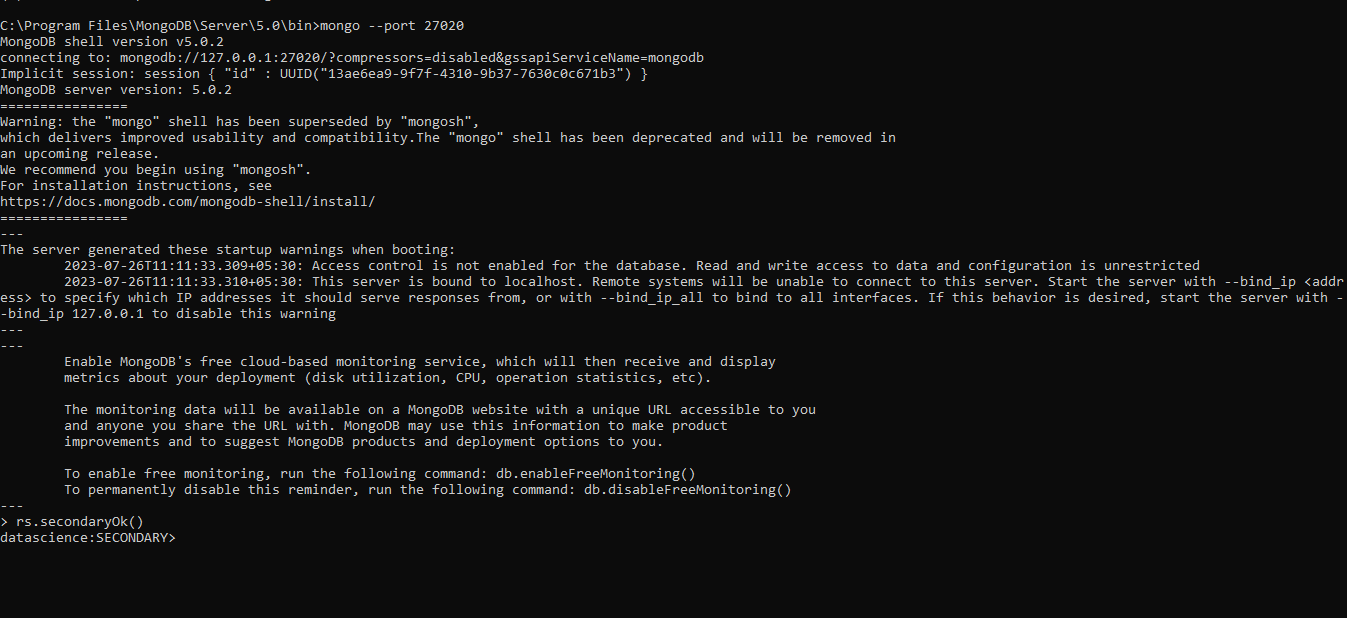 C:\Program Files\MongoDB\Server\5.0\bin>mongo --port 27020
MongoDB shell version v5.0.2
connecting to: mongodb://127.0.0.1:27020/?compressors=disabled&gssapiServiceName=mongodb
Implicit session: session { "id" : UUID("13ae6ea9-9f7f-4310-9b37-7630c0c671b3") }
MongoDB server version: 5.0.2
================
Warning: the "mongo" shell has been superseded by "mongosh",
which delivers improved usability and compatibility.The "mongo" shell has been deprecated and will be removed in
an upcoming release.
We recommend you begin using "mongosh".
For installation instructions, see
https://docs.mongodb.com/mongodb-shell/install/
================
---
The server generated these startup warnings when booting:
        2023-07-26T11:11:33.309+05:30: Access control is not enabled for the database. Read and write access to data and configuration is unrestricted
        2023-07-26T11:11:33.310+05:30: This server is bound to localhost. Remote systems will be unable to connect to this server. Start the server with --bind_ip <addr
ess> to specify which IP addresses it should serve responses from, or with --bind_ip_all to bind to all interfaces. If this behavior is desired, start the server with -
-bind_ip 127.0.0.1 to disable this warning
---
---
        Enable MongoDB's free cloud-based monitoring service, which will then receive and display
        metrics about your deployment (disk utilization, CPU, operation statistics, etc).

        The monitoring data will be available on a MongoDB website with a unique URL accessible to you
        and anyone you share the URL with. MongoDB may use this information to make product
        improvements and to suggest MongoDB products and deployment options to you.

        To enable free monitoring, run the following command: db.enableFreeMonitoring()
        To permanently disable this reminder, run the following command: db.disableFreeMonitoring()
---
> rs.secondaryOk()
datascience:SECONDARY>